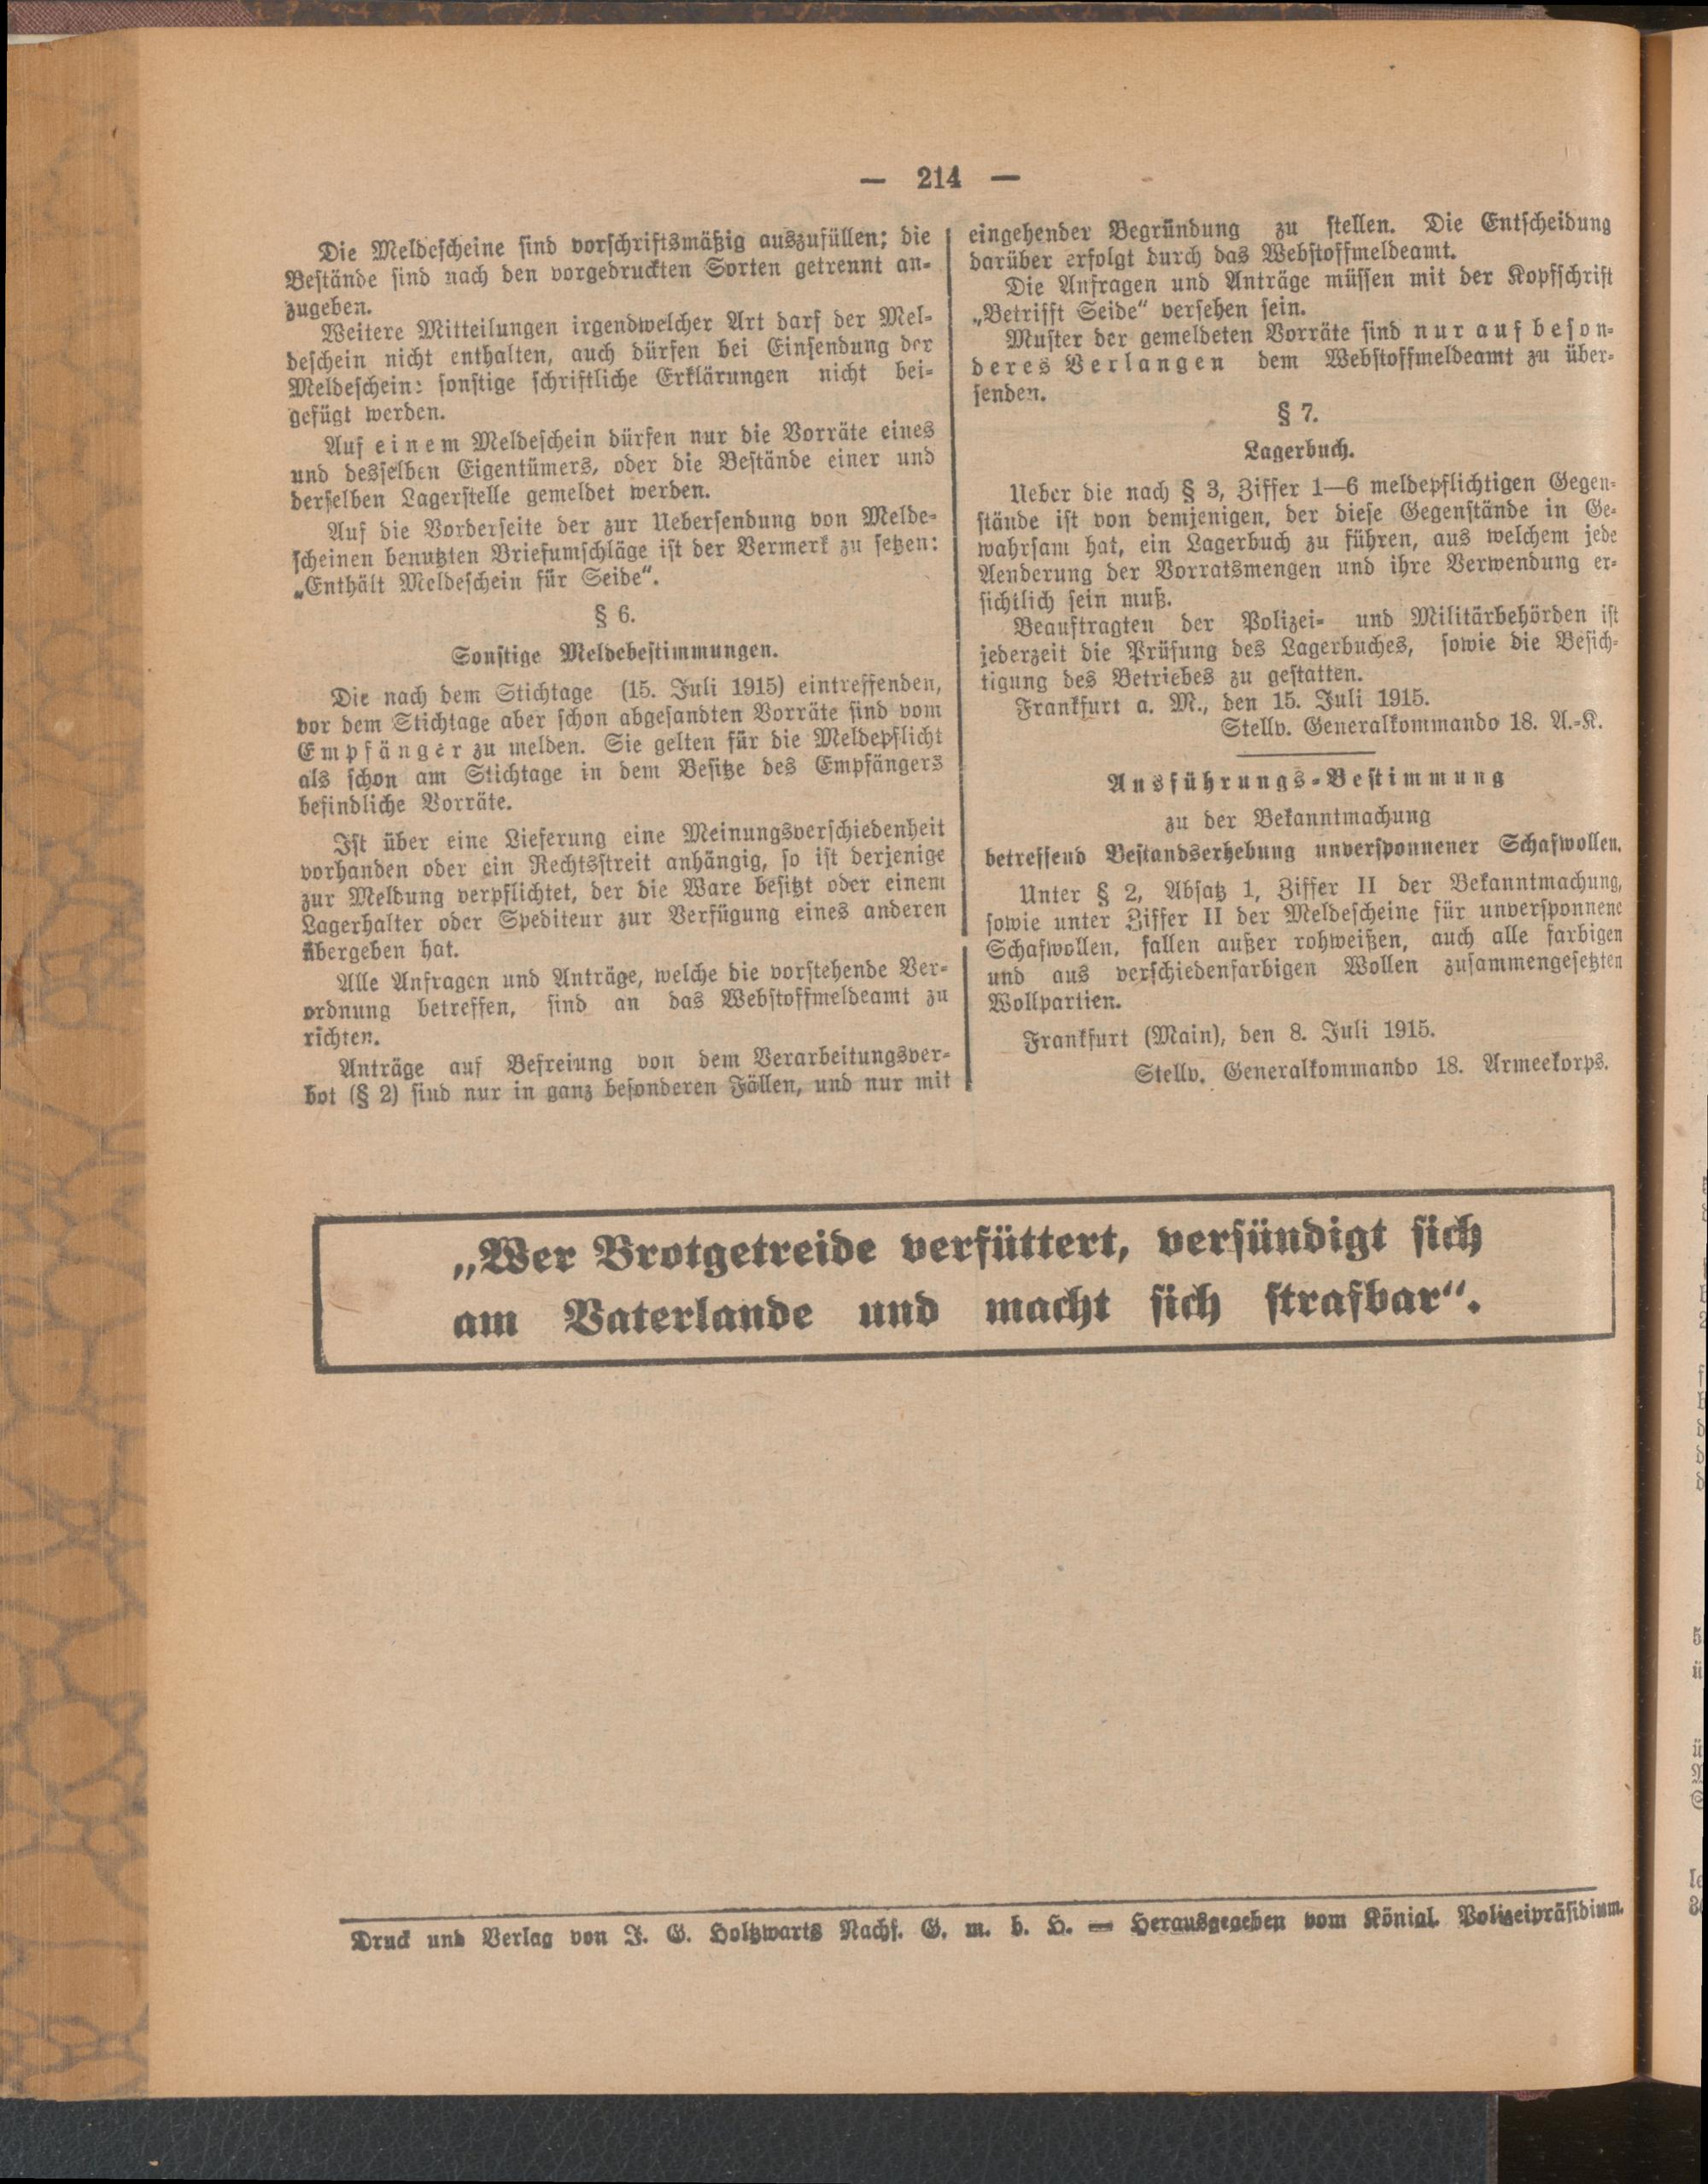 — 214 —
Die Meldescheine sind vorschriftsmäßig auszufüllen; die
Bestände sind nach den vorgedruckten Sorten getrennt an-
zugeben.
Weitere Mitteilungen irgendwelcher Art darf der Mel-
deschein nicht enthalten, auch dürfen bei Einsendung der
Meldeschein: sonstige schriftliche Erklärungen nicht bei-
gefügt werden.
Auf einem Meldeschein dürfen nur die Vorräte eines
und desselben Eigentümers, oder die Bestände einer und
derselben Lagerstelle gemeldet werden.
Auf die Vorderseite der zur Uebersendung von Melde-
scheinen benutzten Briefumschläge ist der Vermerk zu setzen:
„Enthält Meldeschein für Seide“.
§ 6.
Sonstige Meldebestimmungen.
Die nach dem Stichtage (15. Juli 1915) eintreffenden,
vor dem Stichtage aber schon abgesandten Vorräte sind vom
Empfänger zu melden. Sie gelten für die Meldepflicht
als schon am Stichtage in dem Besitze des Empfängers
befindliche Vorräte.
Ist über eine Lieferung eine Meinungsverschiedenheit
vorhanden oder ein Rechtsstreit anhängig, so ist derjenige
zur Meldung verpflichtet, der die Ware besitzt oder einem
Lagerhalter oder Spediteur zur Verfügung eines anderen
übergeben hat.
Alle Anfragen und Anträge, welche die vorstehende Ver-
ordnung betreffen, sind an das Webstoffmeldeamt zu
richten.
Anträge auf Befreiung von dem Verarbeitungsver-
bot (§ 2) sind nur in ganz besonderen Fällen, und nur mit
eingehender Begründung zu stellen. Die Entscheidung
darüber erfolgt durch das Webstoffmeldeamt.
Die Anfragen und Anträge müssen mit der Kopfschrift
„Betrifft Seide“ versehen sein.
Muster der gemeldeten Vorräte sind nur auf beson-
deres Verlangen dem Webstoffmeldeamt zu über-
senden.
§ 7.
Lagerbuch.
Ueber die nach § 3, Ziffer 1—6 meldepflichtigen Gegen-
stände ist von demjenigen, der diese Gegenstände in Ge-
wahrsam hat, ein Lagerbuch zu führen, aus welchem jede
Aenderung der Vorratsmengen und ihre Verwendung er-
sichtlich sein muß.
Beauftragten der Polizei- und Militärbehörden ist
jederzeit die Prüfung des Lagerbuches, sowie die Besich-
tigung des Betriebes zu gestatten.
Frankfurt a. M., den 15. Juli 1915.
Stellv. Generalkommando 18. A.-K.
Ausführungs-Bestimmung
zu der Bekanntmachung
betreffend Bestandserhebung unversponnener Schafwollen.
Unter § 2, Absatz 1, Ziffer II der Bekanntmachung,
sowie unter Ziffer II der Meldescheine für unversponnene
Schafwollen, fallen außer rohweißen, auch alle farbigen
und aus verschiedenfarbigen Wollen zusammengesetzten
Wollpartien.
Frankfurt (Main), den 8. Juli 1915.
Stellv. Generalkommando 18. Armeekorps.
„Wer Brotgetreide verfüttert, versündigt sich
am Vaterlande und macht sich strafbar“.
Druck und Verlag von J. G. Holtzwarts Nachf. G. m. b. H. — Herausgegeben vom Königl. Polizeipräsidium.